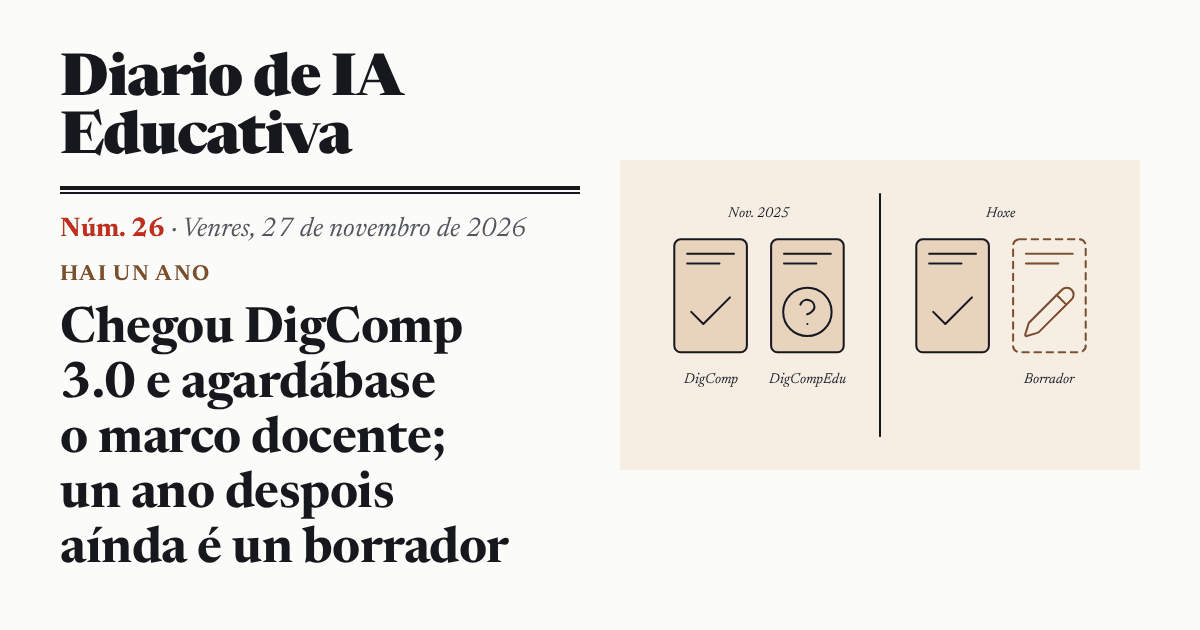 Diario de IA
Educativa
Núm. 26 · Venres, 27 de novembro de 2026
HAI UN ANO
Chegou DigComp
3.0 e agardábase
o marco docente;
un ano despois
aínda é un borrador
Nov. 2025
Hoxe
?
DigComp
DigCompEdu
Borrador